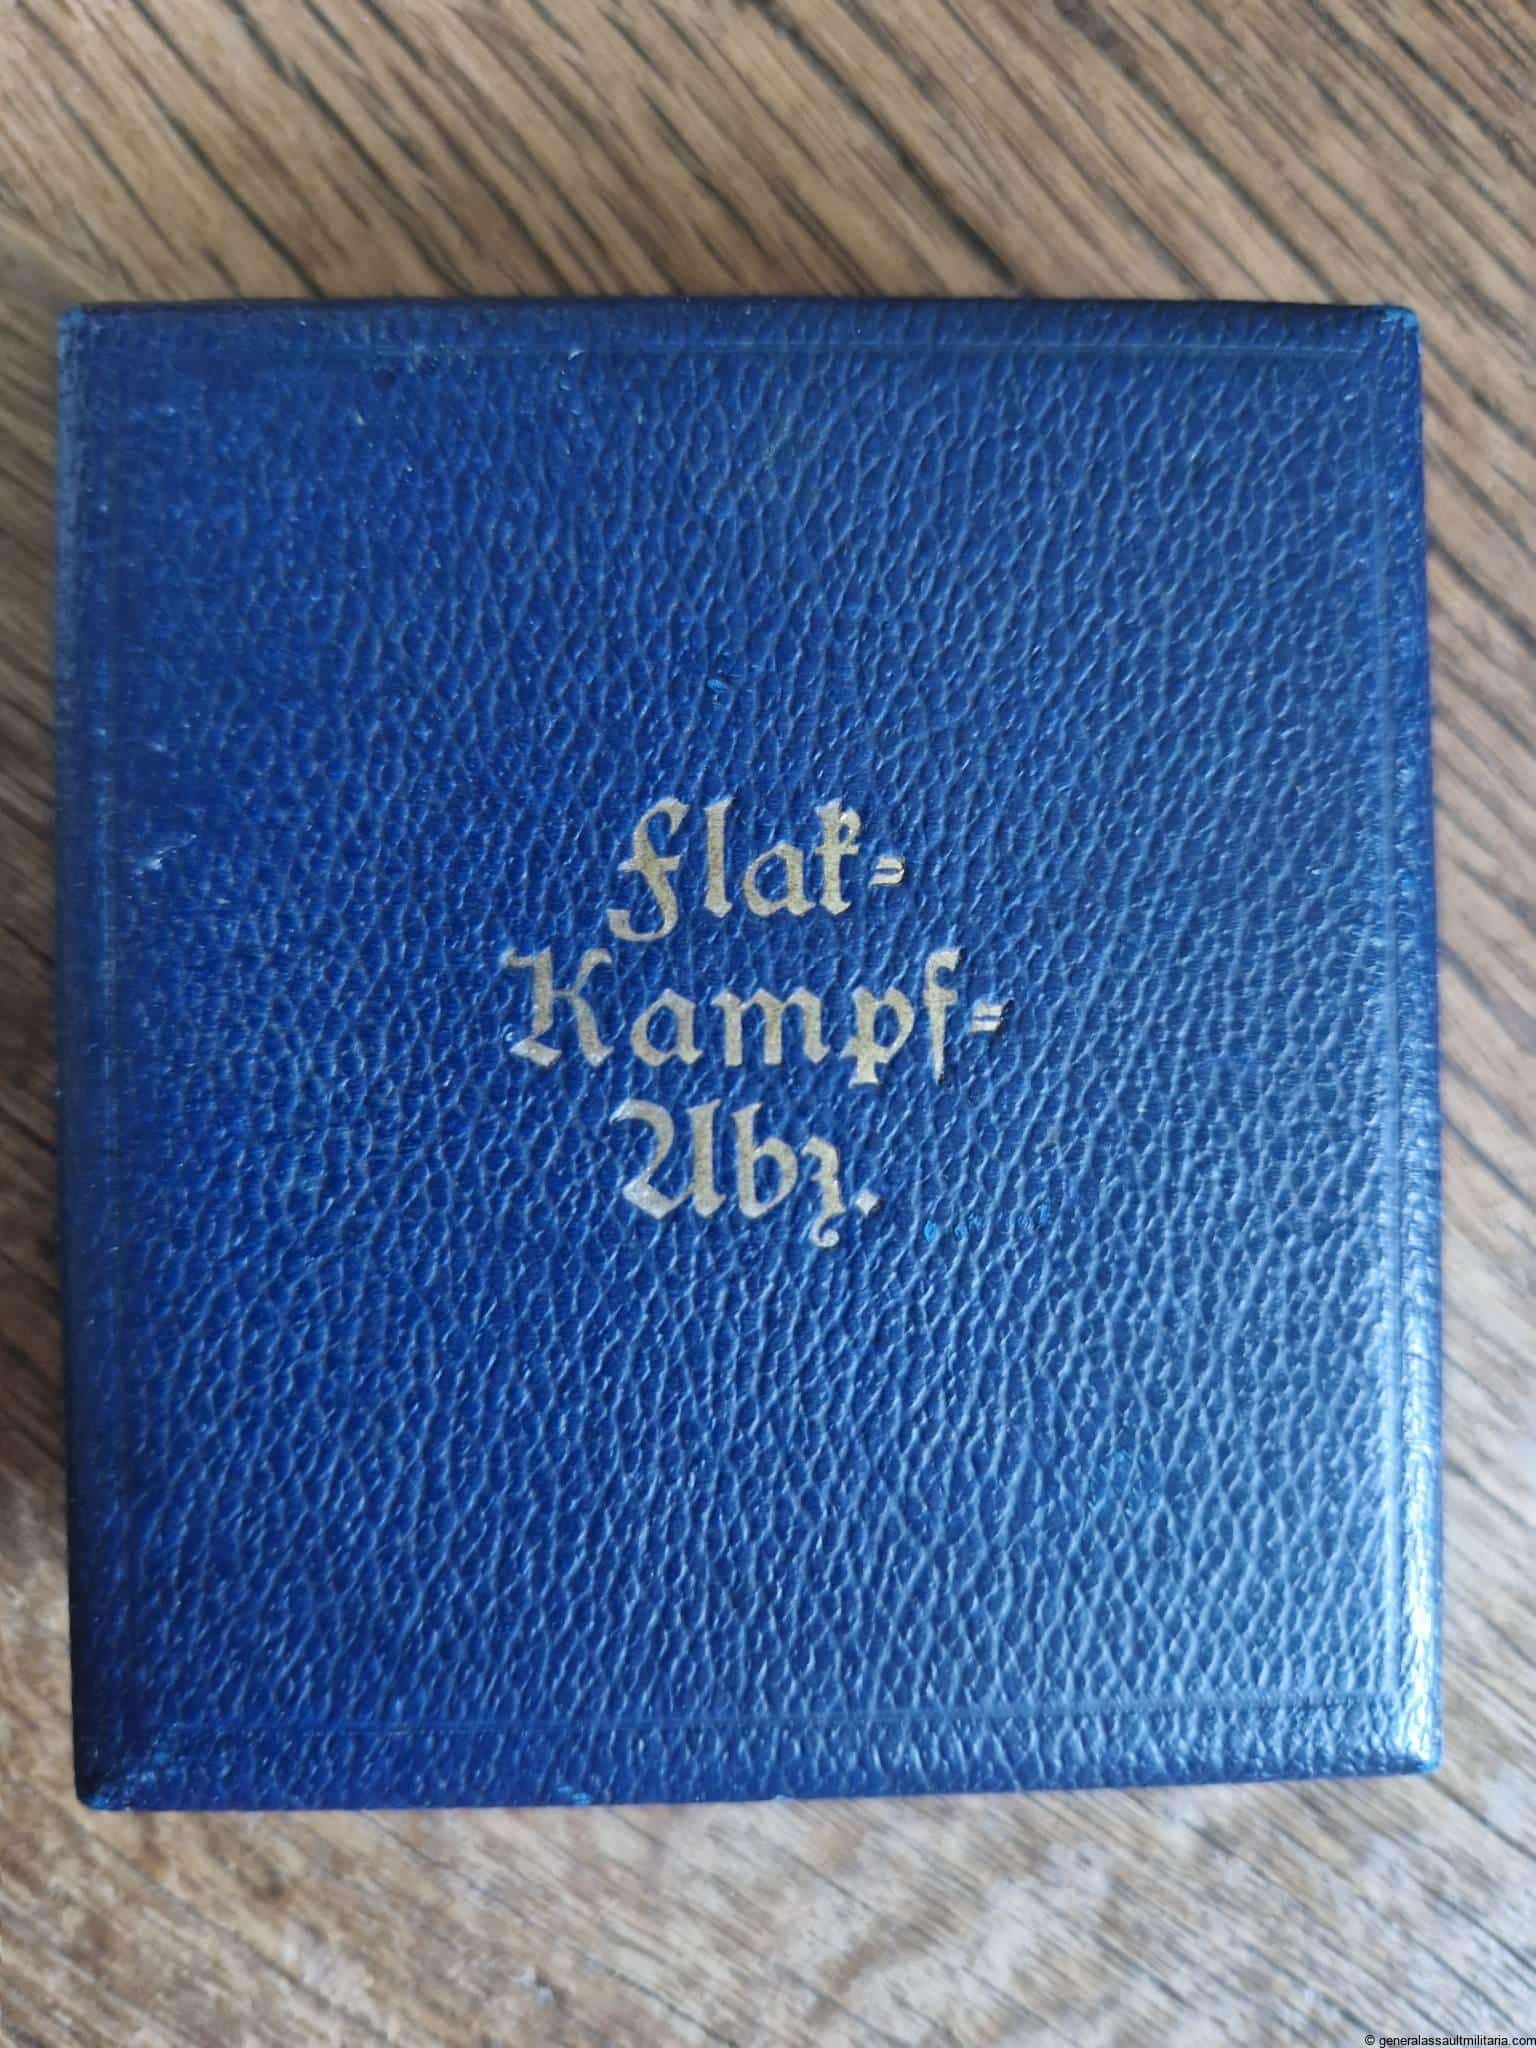 Flak=
Kampf=
Abz.
© generalassaultmilitaria.com